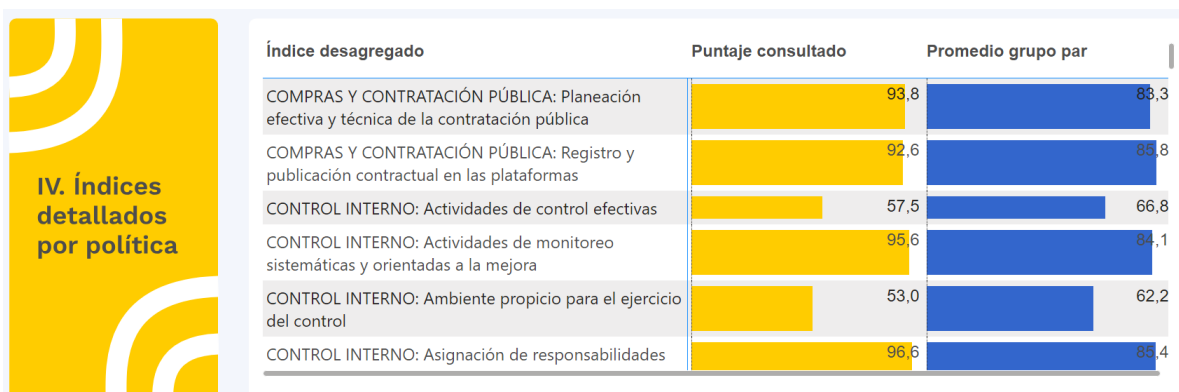 IV. Índices
detallados
por política
Índice desagregado Puntaje consultado Promedio grupo par
COMPRAS Y CONTRATACIÓN PÚBLICA: Planeación
efectiva y técnica de la contratación pública
93,8 83,3
COMPRAS Y CONTRATACIÓN PÚBLICA: Registro y
publicación contractual en las plataformas
92,6 85,8
CONTROL INTERNO: Actividades de control efectivas 57,5 66,8
CONTROL INTERNO: Actividades de monitoreo
sistemáticas y orientadas a la mejora
95,6 84,1
CONTROL INTERNO: Ambiente propicio para el ejercicio
del control
53,0 62,2
CONTROL INTERNO: Asignación de responsabilidades 96,6 85,4